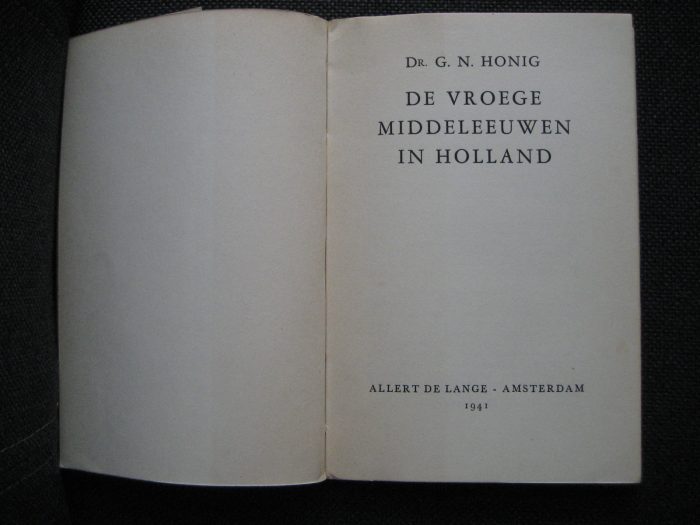 DR. G. N. HONIG
DE VROEGE
MIDDELEEUWEN
IN HOLLAND
ALLERT DE LANGE - AMSTERDAM
1941